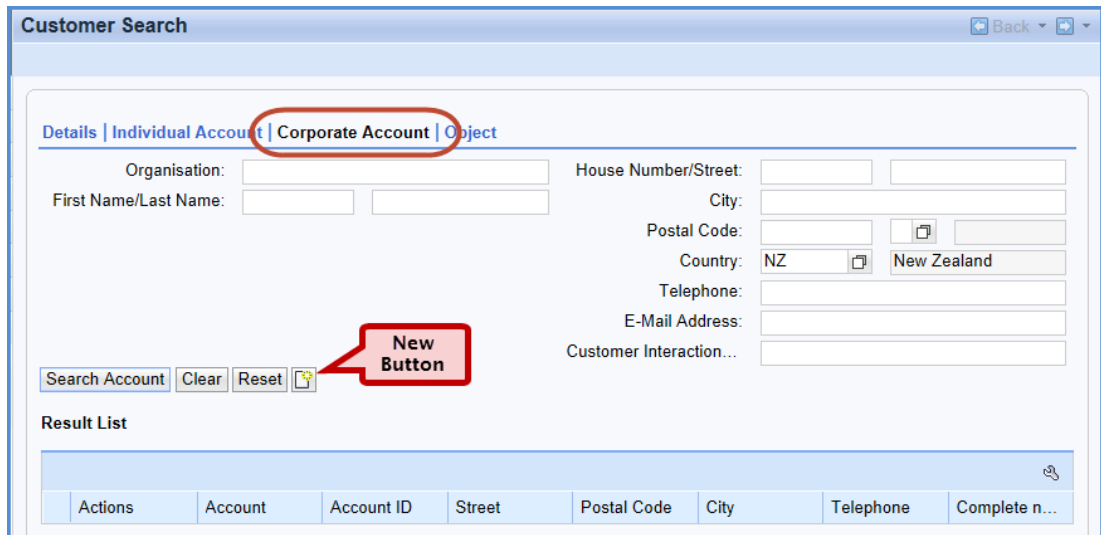 Customer Search
Back
Details | Individual Account | Corporate Account | Object
Organisation:
First Name/Last Name:
House Number/Street:
City:
Postal Code:
Country: NZ New Zealand
Telephone:
E-Mail Address:
Customer Interaction...
New
Button
Search Account Clear Reset
Result List
Actions Account Account ID Street Postal Code City Telephone Complete n...